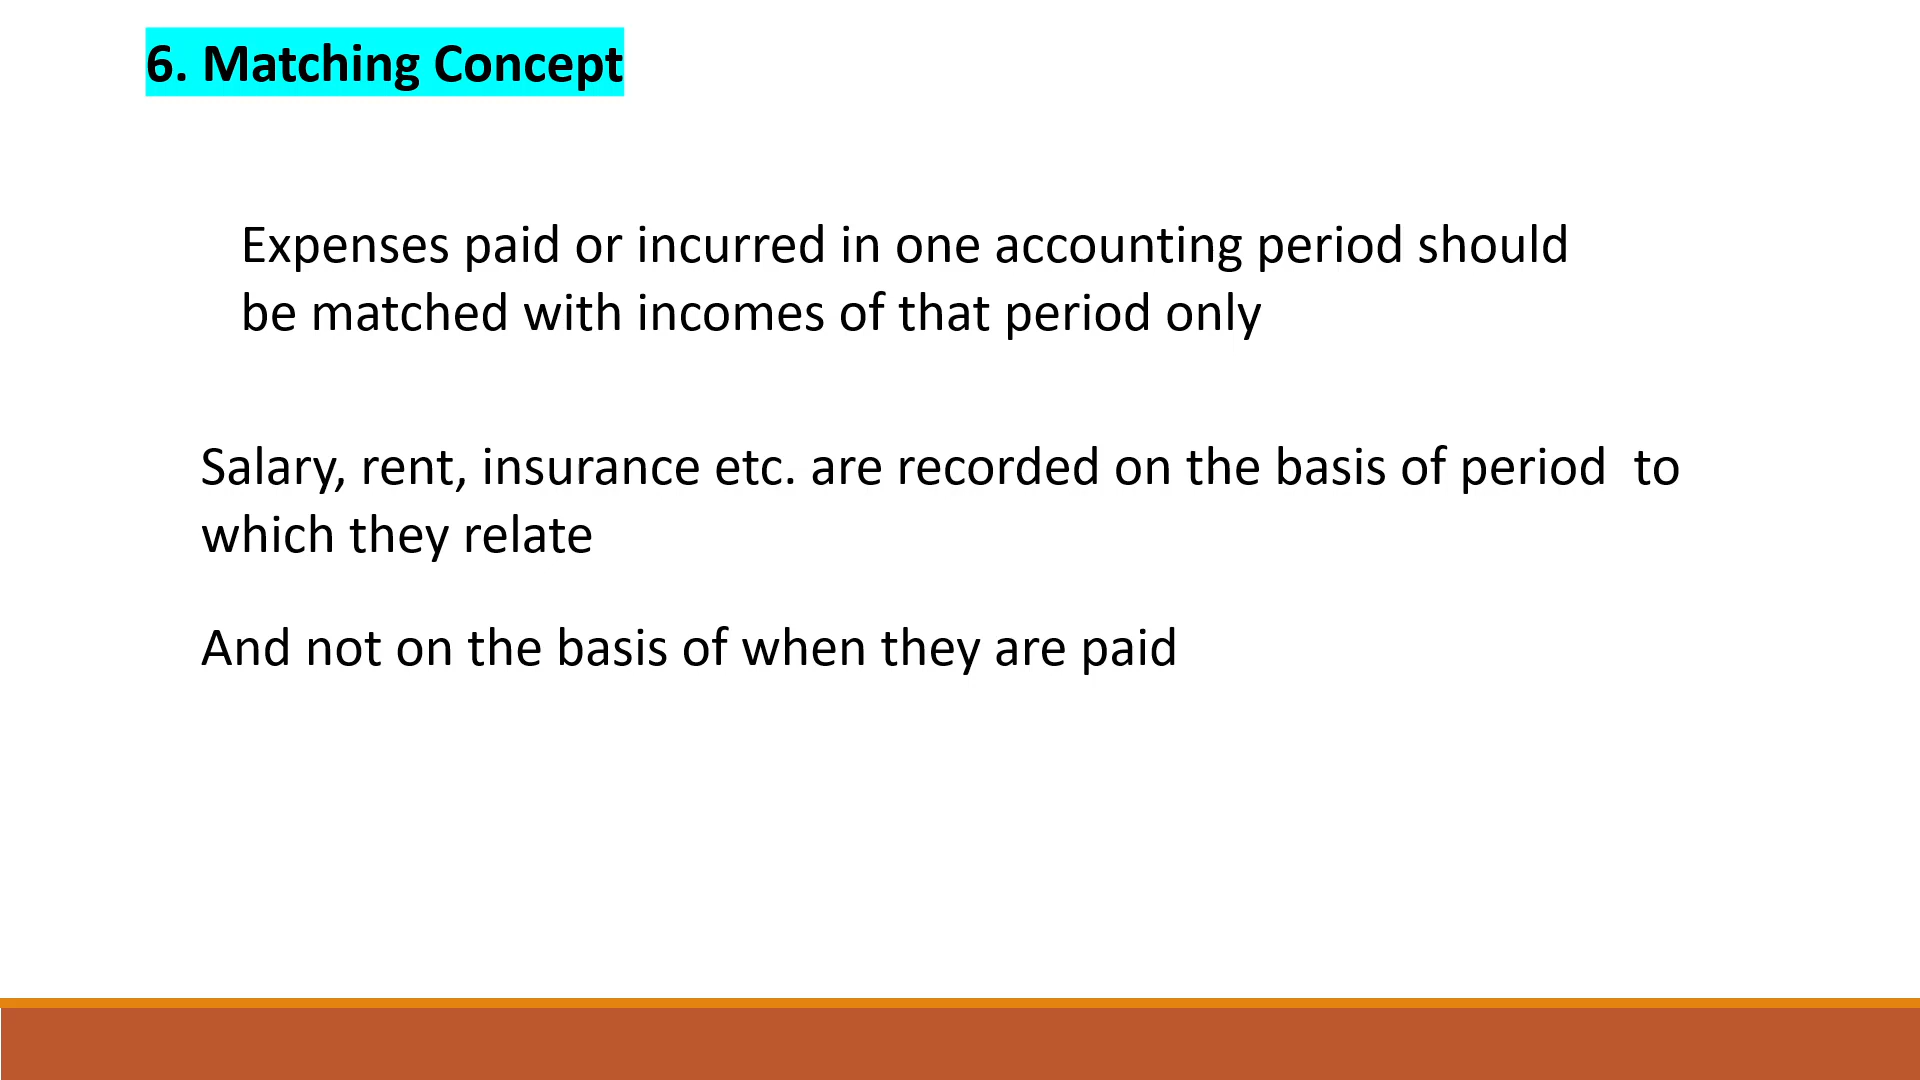 6. Matching Concept
Expenses paid or incurred in one accounting period should
be matched with incomes of that period only
Salary, rent, insurance etc. are recorded on the basis of period  to
which they relate
And not on the basis of when they are paid